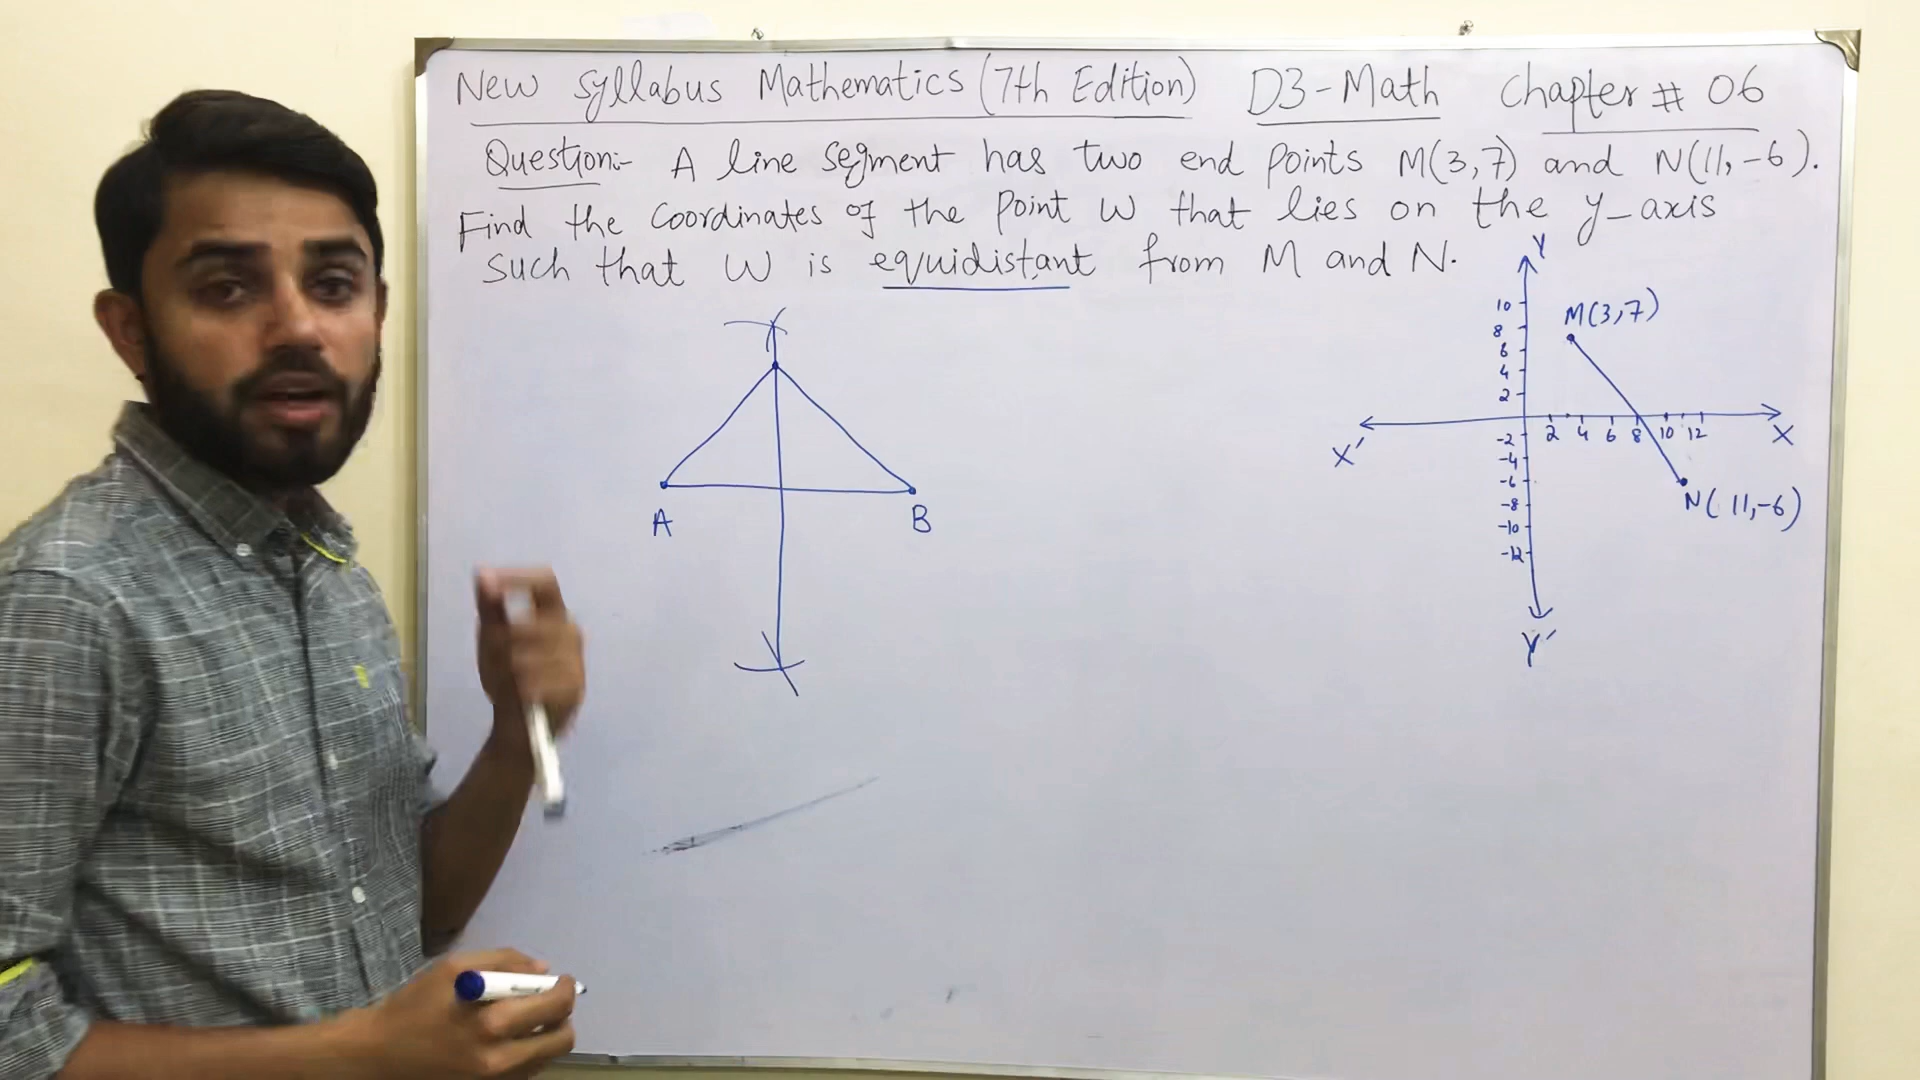 New Syllabus Mathematics (7th Edition) D3-Math Chapter # 06
Question:- A line segment has two end points M(3,7) and N(11,-6).
Find the coordinates of the point W that lies on the y-axis
such that W is equidistant from M and N.
Y
10
8
6
4
2
M(3,7)
X'
2 4 6 8 10 12
X
-2
-4
-6
-8
-10
-12
N(11,-6)
Y'
A
B